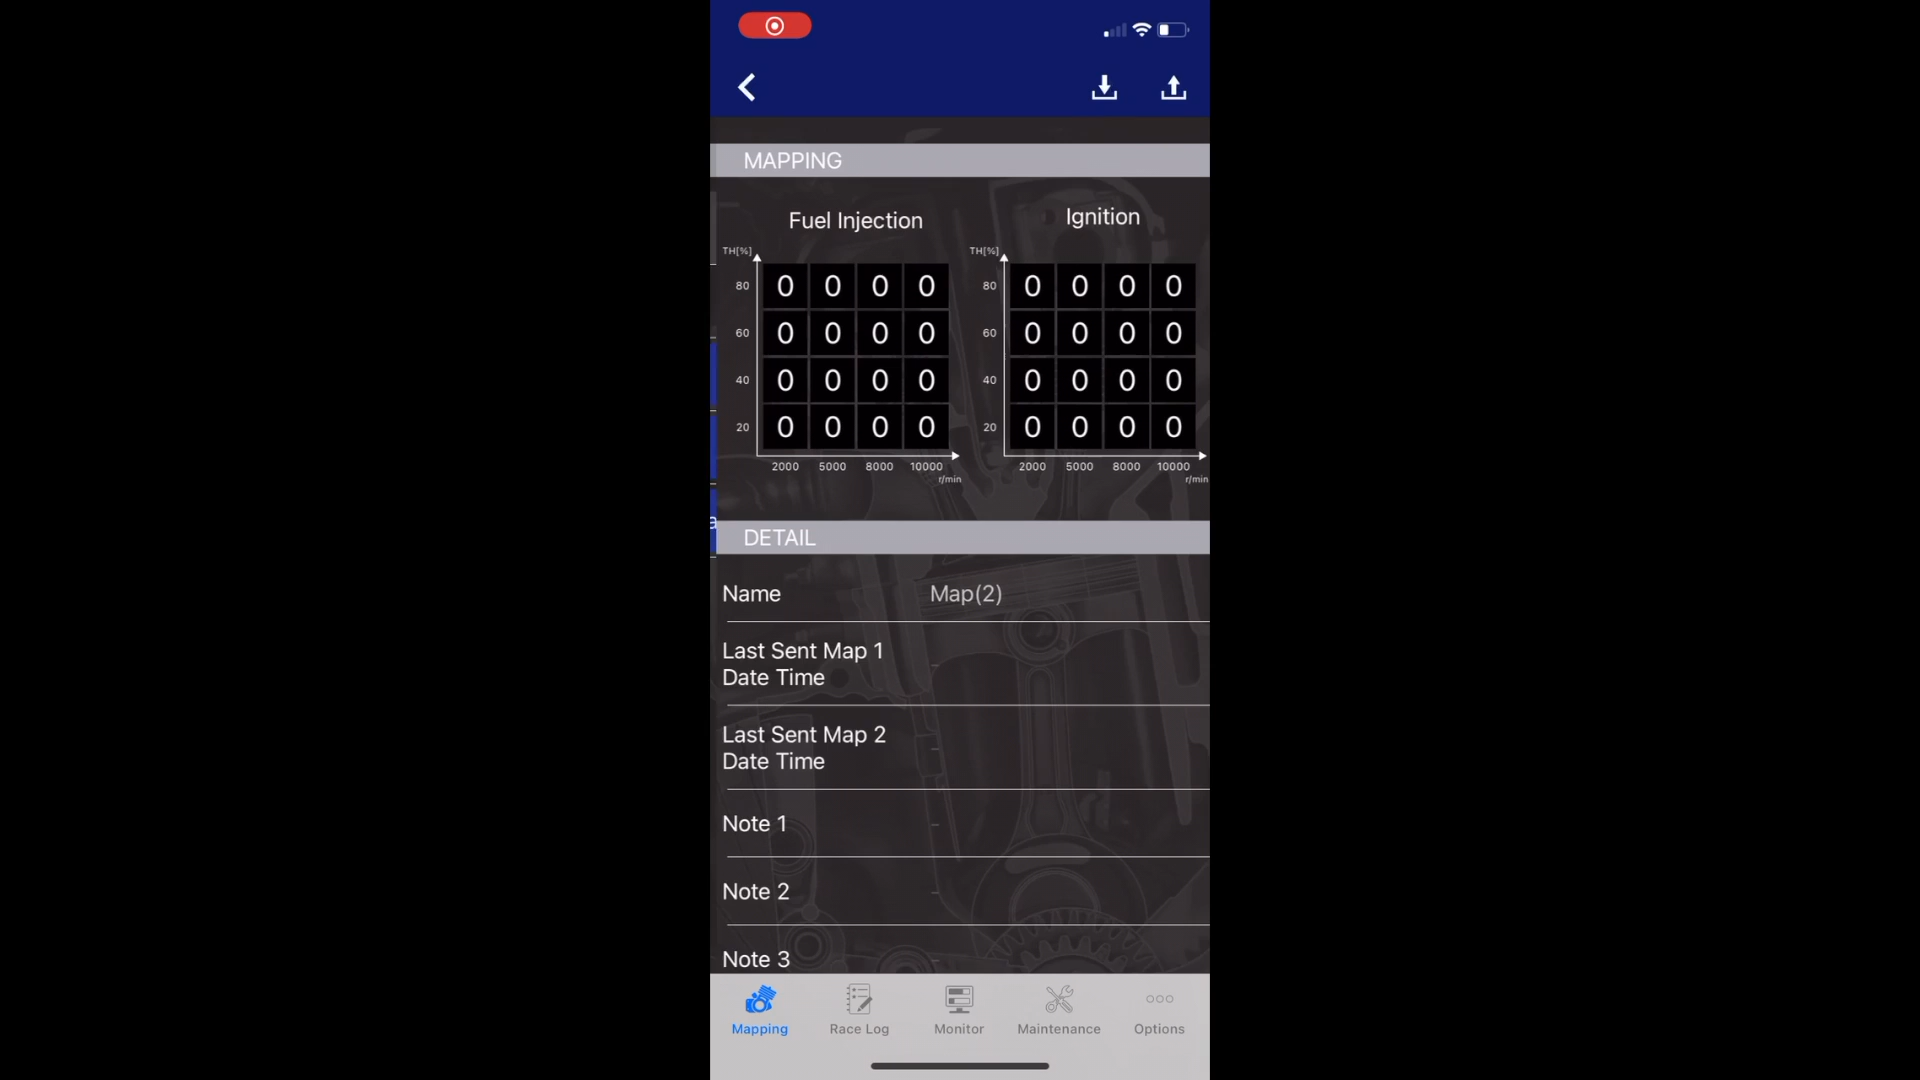 MAPPING
Fuel Injection
Ignition
TH[%]
TH[%]
80 0 0 0 0
80 0 0 0 0
60 0 0 0 0
60 0 0 0 0
40 0 0 0 0
40 0 0 0 0
20 0 0 0 0
20 0 0 0 0
2000 5000 8000 10000
2000 5000 8000 10000
r/min
r/min
a
DETAIL
Name Map(2)
Last Sent Map 1
Date Time
-
Last Sent Map 2
Date Time
-
Note 1 -
Note 2 -
Note 3 -
Mapping
Race Log
Monitor
Maintenance
Options